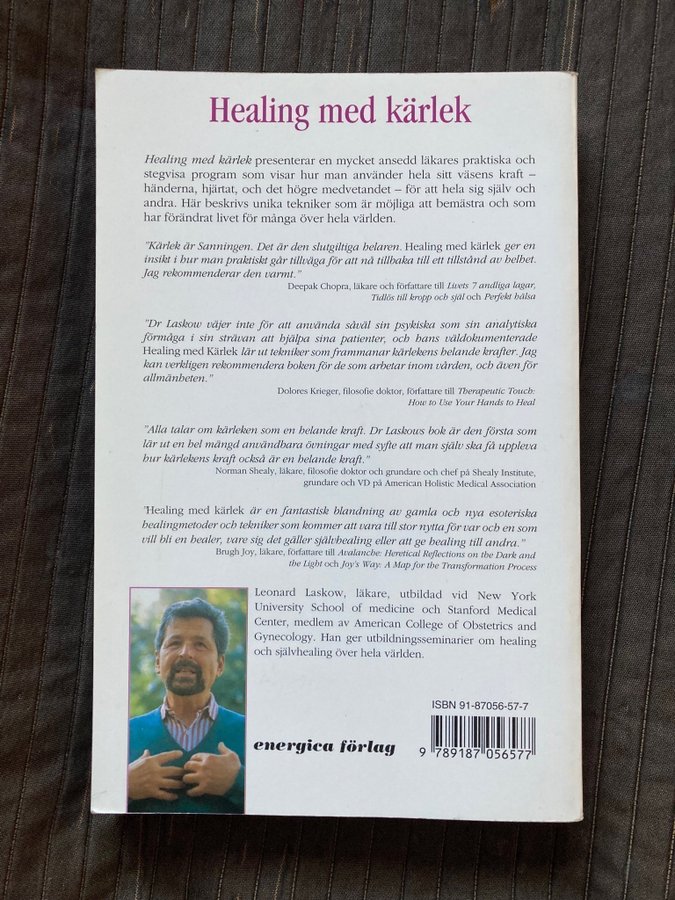 Healing med kärlek
Healing med kärlek presenterar en mycket ansedd läkares praktiska och
stegvisa program som visar hur man använder hela sitt väsens kraft –
händerna, hjärtat, och det högre medvetandet – för att hela sig själv och
andra. Här beskrivs unika tekniker som är möjliga att bemästra och som
har förändrat livet för många över hela världen.
"Kärlek är Sanningen. Det är den slutgiltiga helaren. Healing med kärlek ger en
insikt i hur man praktiskt går tillväga för att nå tillbaka till ett tillstånd av helhet.
Jag rekommenderar den varmt."
Deepak Chopra, läkare och författare till Livets 7 andliga lagar,
Tidlös till kropp och själ och Perfekt hälsa
"Dr Laskow väjer inte för att använda såväl sin psykiska som sin analytiska
förmåga i sin strävan att hjälpa sina patienter, och hans väldokumenterade
Healing med Kärlek lär ut tekniker som frammanar kärlekens helande krafter. Jag
kan verkligen rekommendera boken för de som arbetar inom vården, och även för
allmänheten."
Dolores Krieger, filosofie doktor, författare till Therapeutic Touch:
How to Use Your Hands to Heal
"Alla talar om kärleken som en helande kraft. Dr Laskows bok är den första som
lär ut en hel mängd användbara övningar med syfte att man själv ska få uppleva
hur kärlekens kraft också är en helande kraft."
Norman Shealy, läkare, filosofie doktor och grundare och chef på Shealy Institute,
grundare och VD på American Holistic Medical Association
"Healing med kärlek är en fantastisk blandning av gamla och nya esoteriska
healingmetoder och tekniker som kommer att vara till stor nytta för var och en som
vill bli en healer, vare sig det gäller självhealing eller att ge healing till andra."
Brugh Joy, läkare, författare till Avalanche: Heretical Reflections on the Dark and
the Light och Joy's Way: A Map for the Transformation Process
Leonard Laskow, läkare, utbildad vid New York
University School of medicine och Stanford Medical
Center, medlem av American College of Obstetrics and
Gynecology. Han ger utbildningsseminarier om healing
och självhealing över hela världen.
ISBN 91-87056-57-7
energica förlag
9 789187 056577